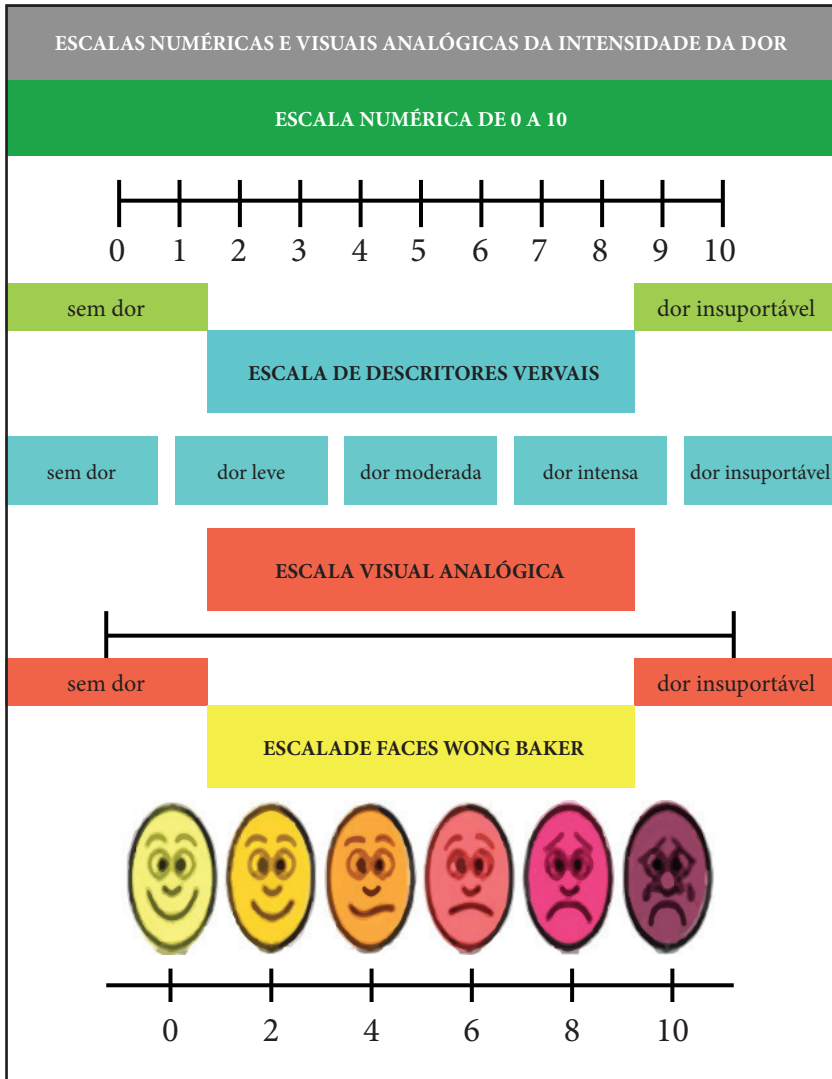 ESCALAS NUMÉRICAS E VISUAIS ANALÓGICAS DA INTENSIDADE DA DOR
ESCALA NUMÉRICA DE 0 A 10
0 1 2 3 4 5 6 7 8 9 10
sem dor dor insuportável
ESCALA DE DESCRITORES VERVAIS
sem dor dor leve dor moderada dor intensa dor insuportável
ESCALA VISUAL ANALÓGICA
sem dor dor insuportável
ESCALADE FACES WONG BAKER
0 2 4 6 8 10